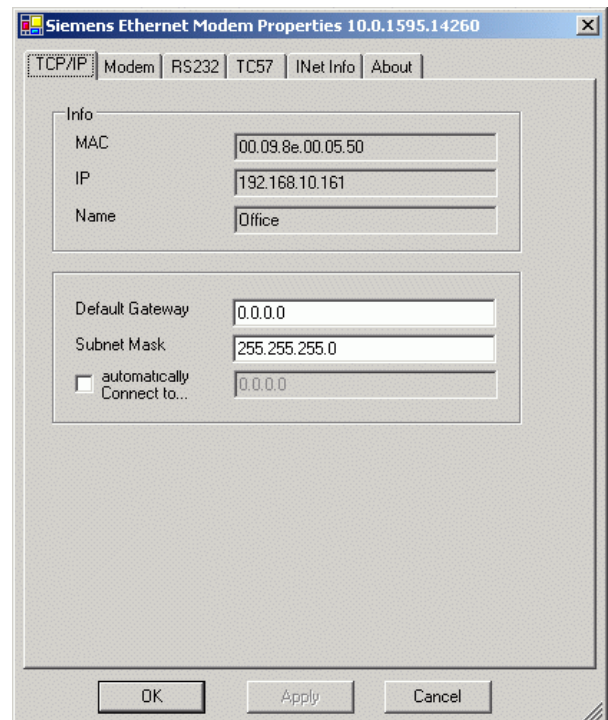 Siemens Ethernet Modem Properties 10.0.1595.14260
TCP/IP Modem RS232 TC57 INet Info About
Info
MAC 00.09.8e.00.05.50
IP 192.168.10.161
Name Office
Default Gateway 0.0.0.0
Subnet Mask 255.255.255.0
automatically
Connect to... 0.0.0.0
OK Apply Cancel